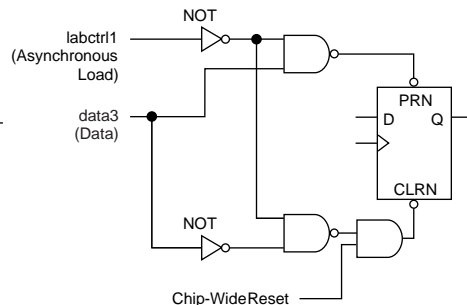 NOT
labctrl1
(Asynchronous
Load)
PRN
data3
(Data)
D Q
CLRN
NOT
Chip-WideReset